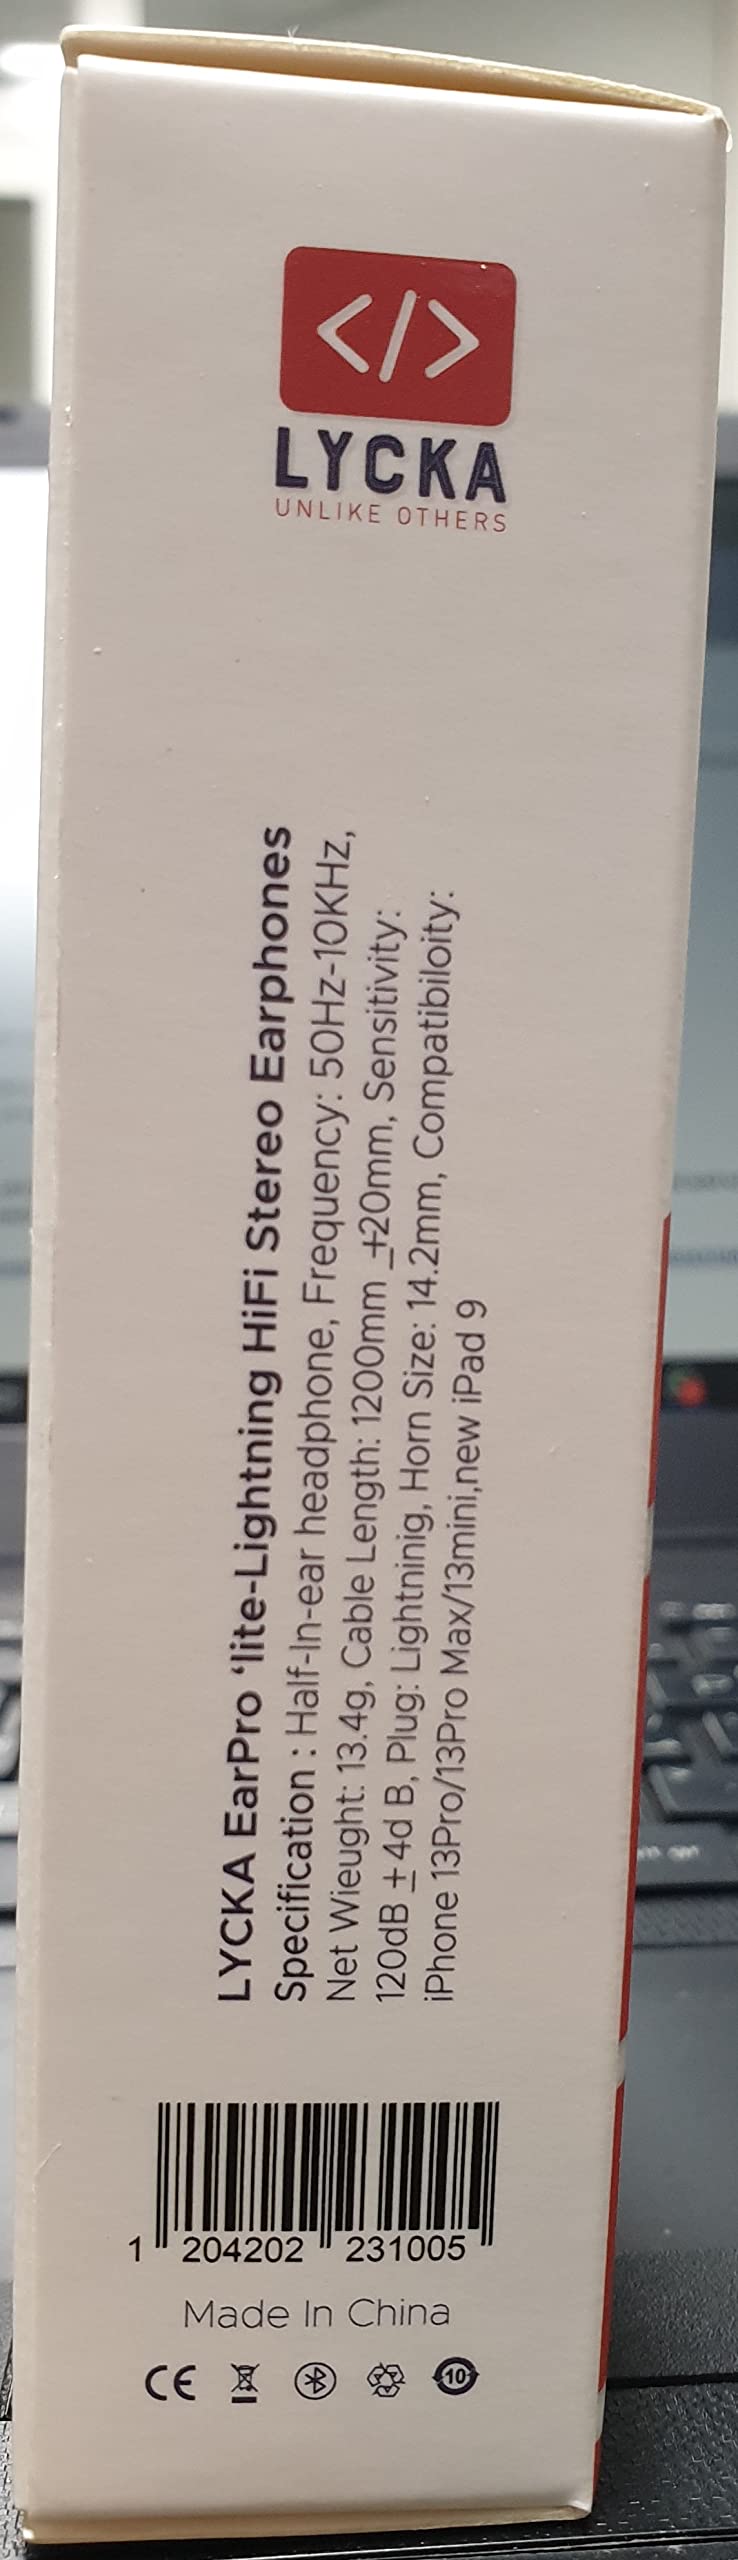 </>
LYCKA
UNLIKE OTHERS
LYCKA EarPro 'lite-Lightning HiFi Stereo Earphones
Specification : Half-In-ear headphone, Frequency: 50Hz-10KHz,
Net Wieught: 13.4g, Cable Length: 1200mm +20mm, Sensitivity:
120dB ± 4d B, Plug: Lightninig, Horn Size: 14.2mm, Compatibiloity:
iPhone 13Pro/13Pro Max/13mini,new iPad 9
1 204202 231005
Made In China
CE
10